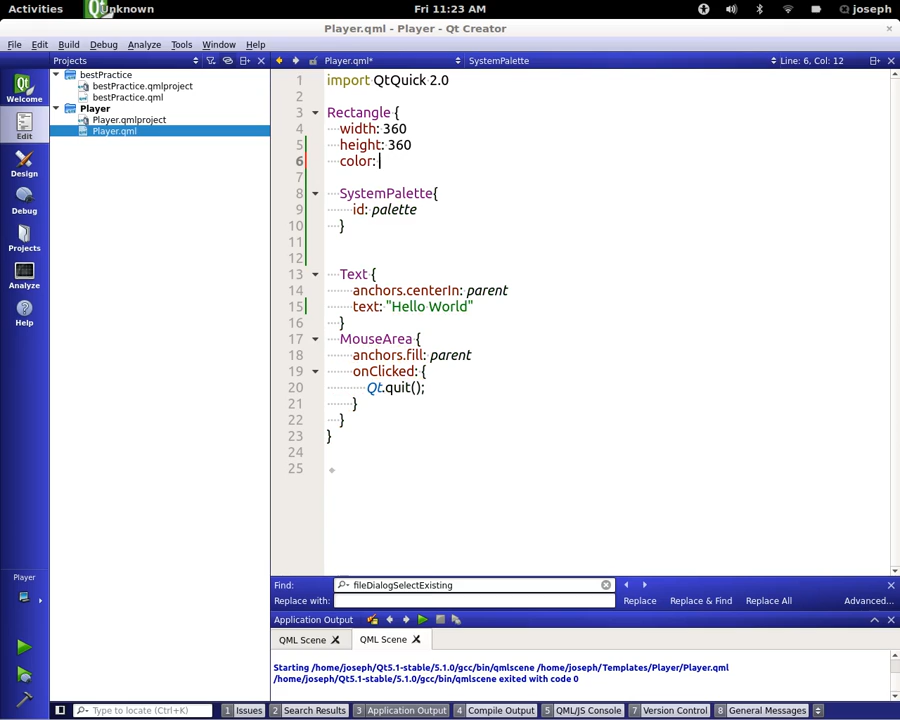 Activities Unknown Fri 11:23 AM joseph
Player.qml - Player - Qt Creator
File Edit Build Debug Analyze Tools Window Help
Projects Player.qml* SystemPalette Line: 6, Col: 12
Welcome
Edit
Design
Debug
Projects
Analyze
Help
bestPractice
bestPractice.qmlproject
bestPractice.qml
Player
Player.qmlproject
Player.qml
1 import QtQuick 2.0
2
3 Rectangle {
4 width: 360
5 height: 360
6 color:
7
8 SystemPalette{
9 id: palette
10 }
11
12
13 Text {
14 anchors.centerIn: parent
15 text: "Hello World"
16 }
17 MouseArea {
18 anchors.fill: parent
19 onClicked: {
20 Qt.quit();
21 }
22 }
23 }
24
25
Player
Find: fileDialogSelectExisting
Replace with: Replace Replace & Find Replace All Advanced...
Application Output
QML Scene QML Scene
Starting /home/joseph/Qt5.1-stable/5.1.0/gcc/bin/qmlscene /home/joseph/Templates/Player/Player.qml
/home/joseph/Qt5.1-stable/5.1.0/gcc/bin/qmlscene exited with code 0
Type to locate (Ctrl+K) 1 Issues 2 Search Results 3 Application Output 4 Compile Output 5 QML/JS Console 7 Version Control 8 General Messages